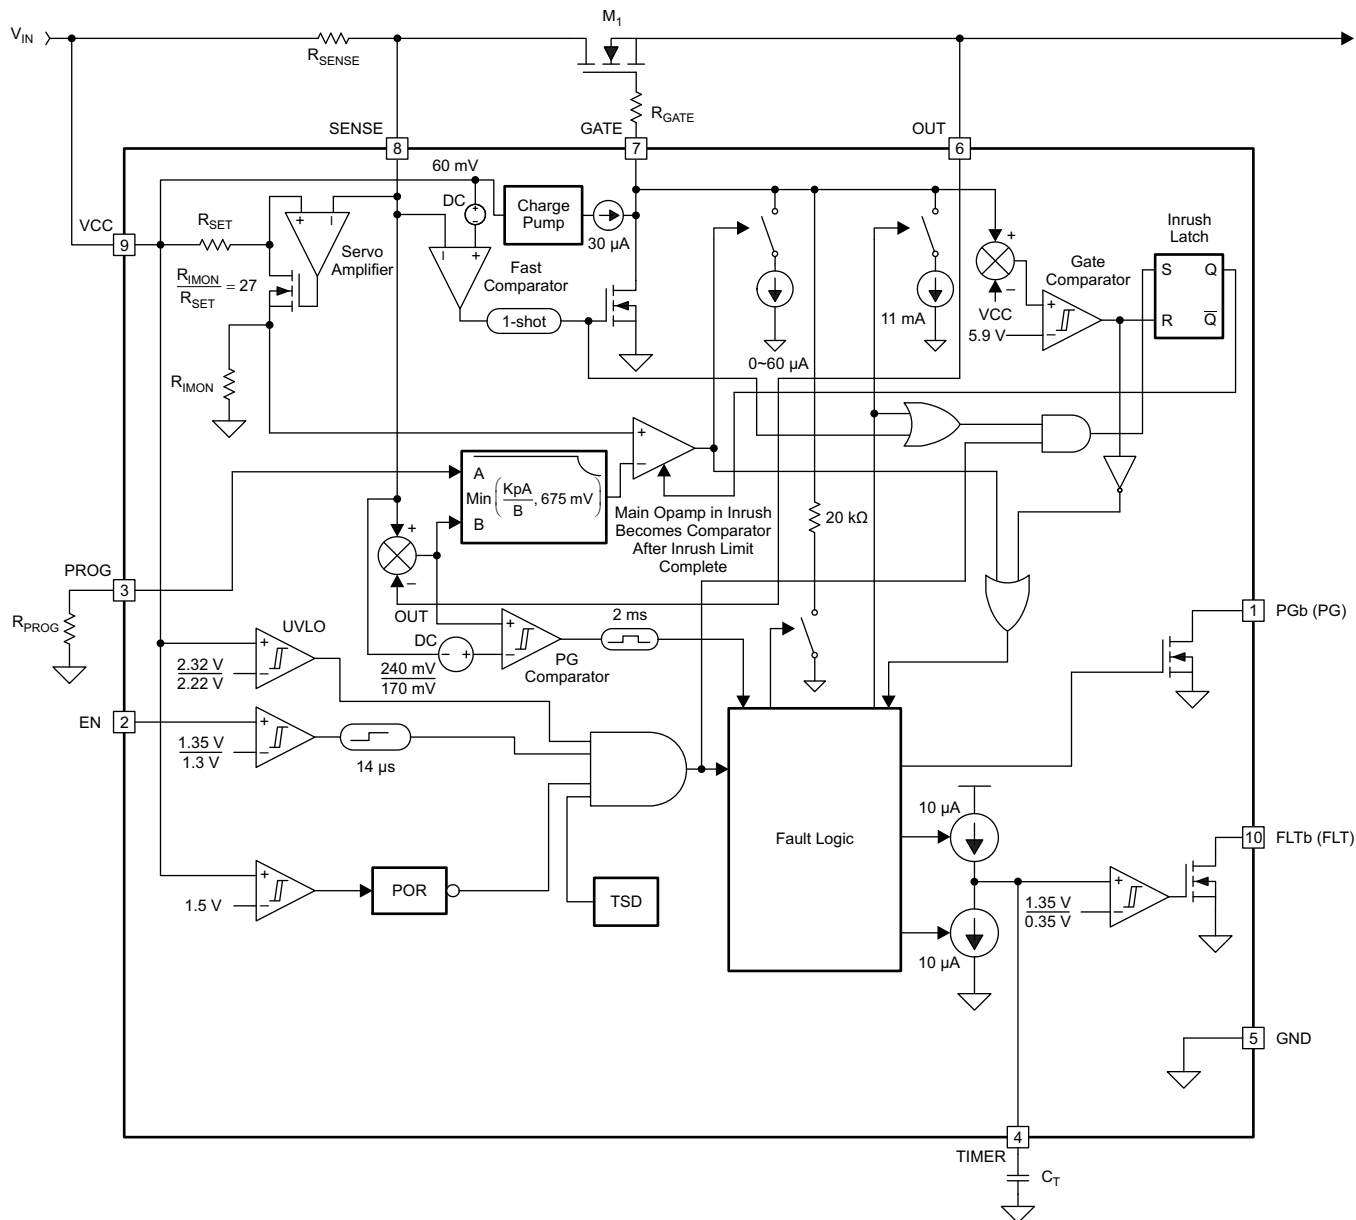 M1
VIN
RSENSE
RGATE
SENSE
GATE
OUT
8
7
6
60 mV
DC
+
−
Charge
Pump
30 µA
RSET
VCC
9
+
−
Servo
Amplifier
−
+
Fast
Comparator
RIMON
RSET
= 27
1-shot
RIMON
0~60 µA
11 mA
+
−
VCC
Gate
Comparator
+
−
5.9 V
Inrush
Latch
S
Q
R
Q
A
Min ( KpA
B
, 675 mV )
B
+
−
Main Opamp in Inrush
Becomes Comparator
After Inrush Limit
Complete
20 kΩ
+
−
OUT
PROG
3
RPROG
DC
−
+
240 mV
170 mV
+
−
PG
Comparator
2 ms
1
PGb (PG)
UVLO
+
−
2.32 V
2.22 V
EN
2
+
−
1.35 V
1.3 V
14 µs
+
−
1.5 V
POR
TSD
Fault Logic
10 µA
10 µA
+
−
1.35 V
0.35 V
10
FLTb (FLT)
5
GND
4
TIMER
CT